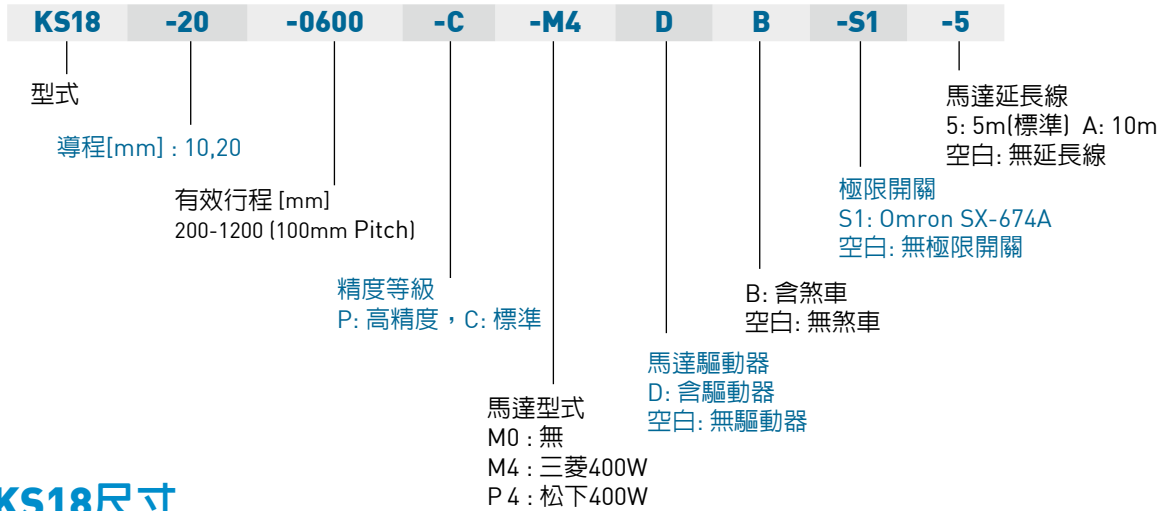 KS18 -20 -0600 -C -M4 D B -S1 -5
型式
導程[mm] : 10,20
有效行程 [mm]
200-1200 (100mm Pitch)
精度等級
P: 高精度，C: 標準
馬達型式
M0 : 無
M4 : 三菱400W
P 4 : 松下400W
馬達驅動器
D: 含驅動器
空白: 無驅動器
B: 含煞車
空白: 無煞車
極限開關
S1: Omron SX-674A
空白: 無極限開關
馬達延長線
5: 5m(標準) A: 10m
空白: 無延長線
KS18尺寸